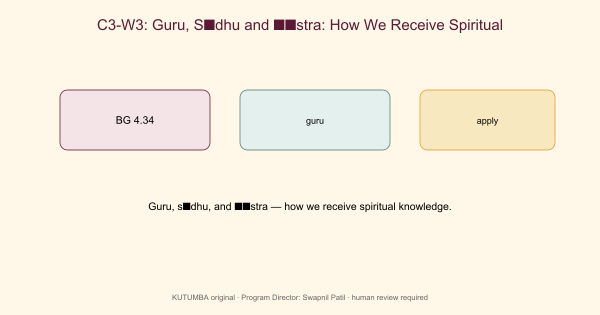 C3-W3: Guru, S■dhu and ■■stra: How We Receive Spiritual
BG 4.34
guru
apply
Guru, s■dhu, and ■■stra — how we receive spiritual knowledge.
KUTUMBA original · Program Director: Swapnil Patil · human review required